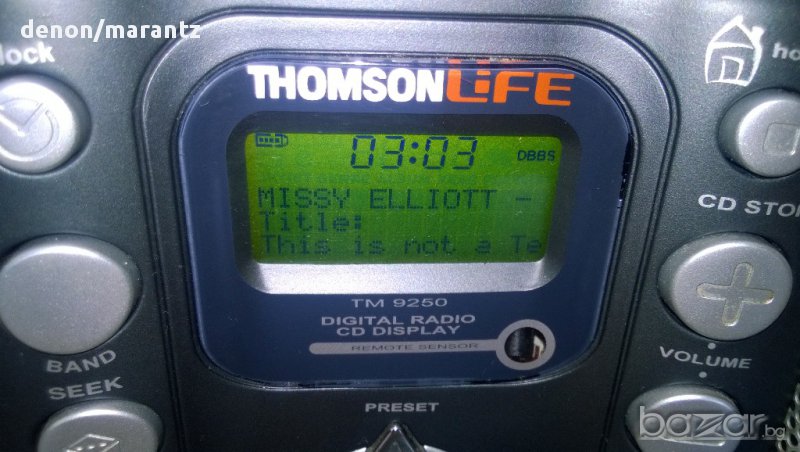 denon/marantz
lock
ho
THOMSON LiFE
03:03
DBBS
MISSY ELLIOTT -
Title:
This is not a Te
CD STO
TM 9250
DIGITAL RADIO
CD DISPLAY
REMOTE SENSOR
BAND
SEEK
VOLUME
PRESET
bazar.bg